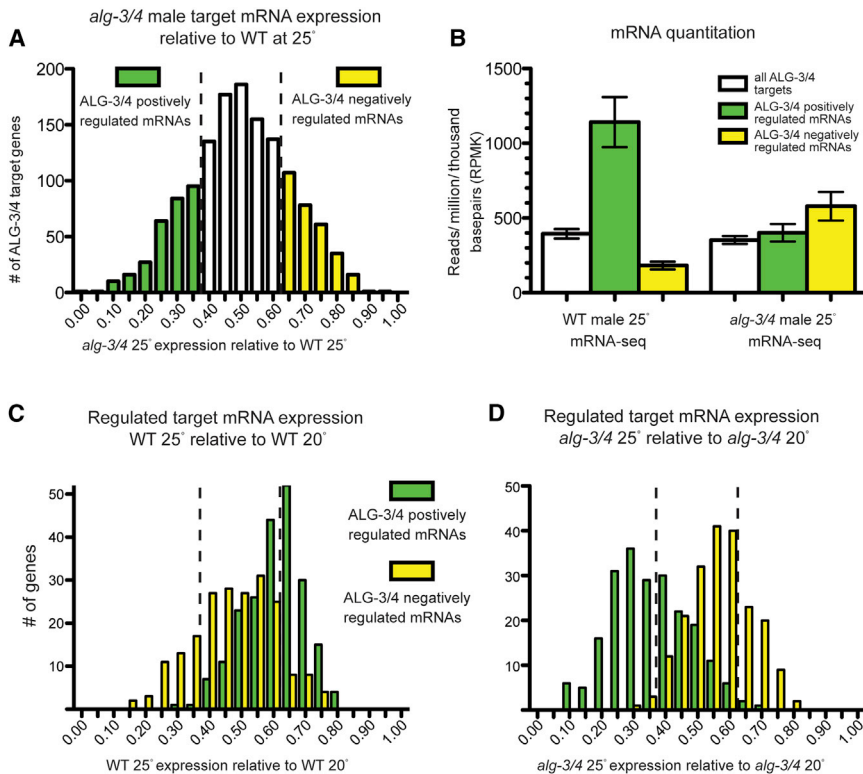 A
alg-3/4 male target mRNA expression
relative to WT at 25°
# of ALG-3/4 target genes
200
150
100
50
0
ALG-3/4 postively
regulated mRNAs
ALG-3/4 negatively
regulated mRNAs
0.00
0.10
0.20
0.30
0.40
0.50
0.60
0.70
0.80
0.90
1.00
alg-3/4 25° expression relative to WT 25°
B
mRNA quantitation
Reads/ million/ thousand
basepairs (RPMK)
1500
1000
500
0
all ALG-3/4
targets
ALG-3/4 positively
regulated mRNAs
ALG-3/4 negatively
regulated mRNAs
WT male 25°
mRNA-seq
alg-3/4 male 25°
mRNA-seq
C
Regulated target mRNA expression
WT 25° relative to WT 20°
# of genes
50
40
30
20
10
0.00
0.10
0.20
0.30
0.40
0.50
0.60
0.70
0.80
0.90
1.00
WT 25° expression relative to WT 20°
ALG-3/4 postively
regulated mRNAs
ALG-3/4 negatively
regulated mRNAs
D
Regulated target mRNA expression
alg-3/4 25° relative to alg-3/4 20°
50
40
30
20
10
0.00
0.10
0.20
0.30
0.40
0.50
0.60
0.70
0.80
0.90
1.00
alg-3/4 25° expression relative to alg-3/4 20°